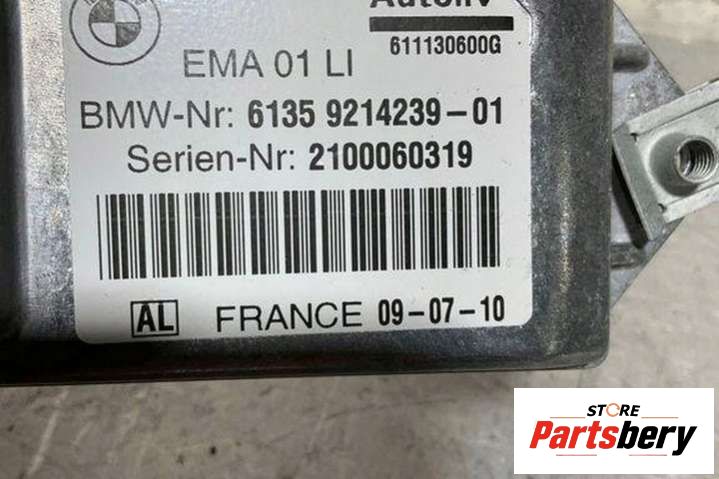 Autoliv
611130600G
EMA 01 LI
BMW-Nr: 6135 9214239-01
Serien-Nr: 2100060319
AL FRANCE 09-07-10
STORE
Partsbery